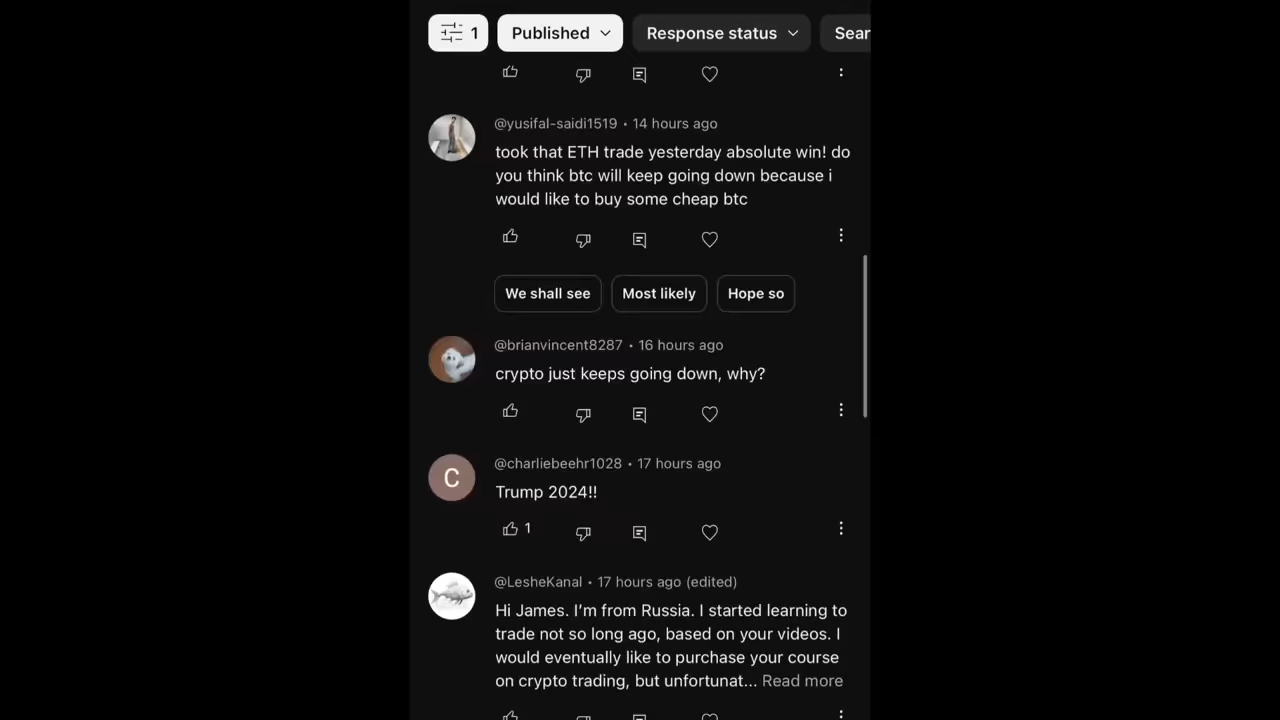 1
Published
Response status
Sear
@yusifal-saidi1519 • 14 hours ago
took that ETH trade yesterday absolute win! do
you think btc will keep going down because i
would like to buy some cheap btc
We shall see
Most likely
Hope so
@brianvincent8287 • 16 hours ago
crypto just keeps going down, why?
C
@charliebeehr1028 • 17 hours ago
Trump 2024!!
1
@LesheKanal • 17 hours ago (edited)
Hi James. I’m from Russia. I started learning to
trade not so long ago, based on your videos. I
would eventually like to purchase your course
on crypto trading, but unfortunat... Read more